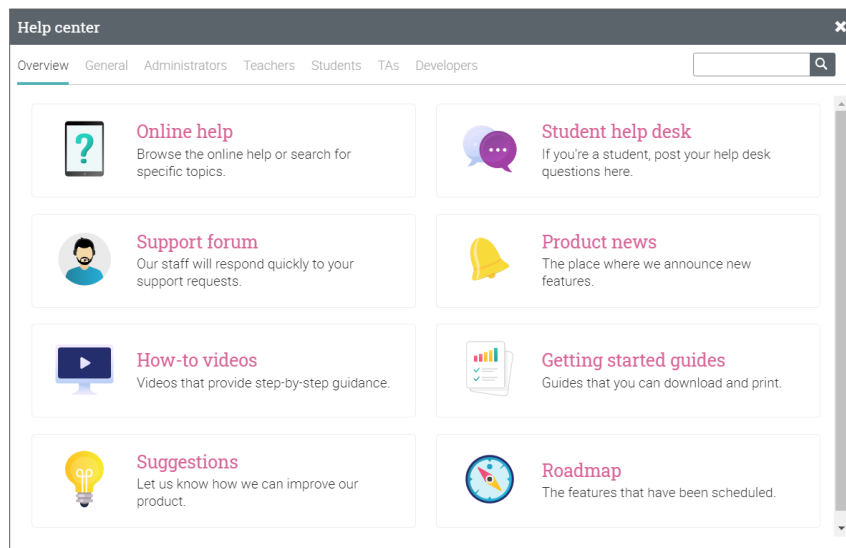 Help center
Overview General Administrators Teachers Students TAs Developers
Online help
Browse the online help or search for
specific topics.
Student help desk
If you're a student, post your help desk
questions here.
Support forum
Our staff will respond quickly to your
support requests.
Product news
The place where we announce new
features.
How-to videos
Videos that provide step-by-step guidance.
Getting started guides
Guides that you can download and print.
Suggestions
Let us know how we can improve our
product.
Roadmap
The features that have been scheduled.